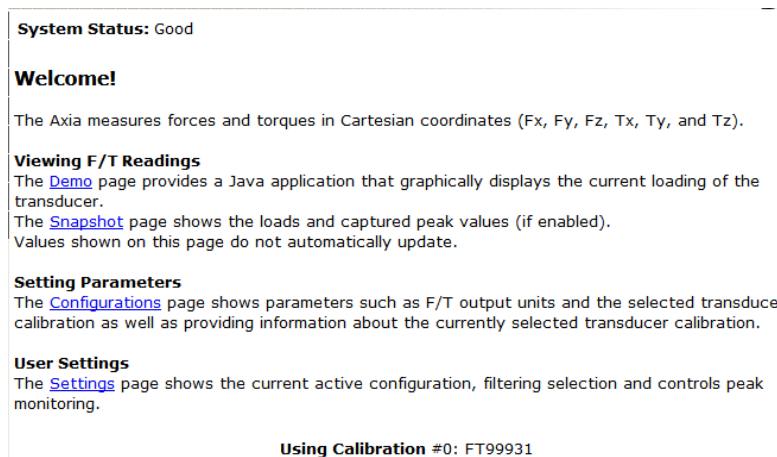 System Status: Good
Welcome!
The Axia measures forces and torques in Cartesian coordinates (Fx, Fy, Fz, Tx, Ty, and Tz).
Viewing F/T Readings
The Demo page provides a Java application that graphically displays the current loading of the
transducer.
The Snapshot page shows the loads and captured peak values (if enabled).
Values shown on this page do not automatically update.
Setting Parameters
The Configurations page shows parameters such as F/T output units and the selected transduce
calibration as well as providing information about the currently selected transducer calibration.
User Settings
The Settings page shows the current active configuration, filtering selection and controls peak
monitoring.
Using Calibration #0: FT99931